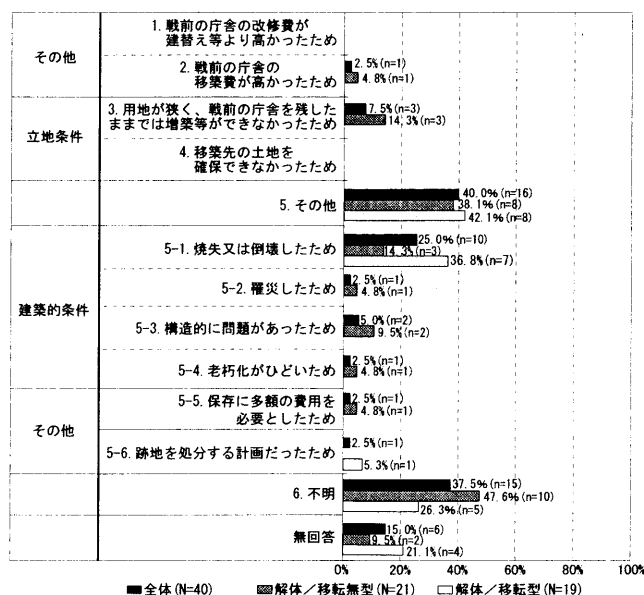 その他
1. 戦前の庁舎の改修費が
建替え等より高かったため
2. 戦前の庁舎の
移築費が高かったため
2.5%(n=1)
4.8%(n=1)
立地条件
3. 用地が狭く、戦前の庁舎を残した
ままでは増築等ができなかったため
7.5%(n=3)
14.3%(n=3)
4. 移築先の土地を
確保できなかったため
5. その他
40.0%(n=16)
38.1%(n=8)
42.1%(n=8)
建築的条件
5-1. 焼失又は倒壊したため
25.0%(n=10)
14.3%(n=3)
36.8%(n=7)
5-2. 罹災したため
2.5%(n=1)
4.8%(n=1)
5-3. 構造的に問題があったため
5.0%(n=2)
9.5%(n=2)
5-4. 老朽化がひどいため
2.5%(n=1)
4.8%(n=1)
その他
5-5. 保存に多額の費用を
必要としたため
2.5%(n=1)
4.8%(n=1)
5-6. 跡地を処分する計画だったため
2.5%(n=1)
5.3%(n=1)
6. 不明
37.5%(n=15)
47.6%(n=10)
26.3%(n=5)
無回答
15.0%(n=6)
9.5%(n=2)
21.1%(n=4)
0% 20% 40% 60% 80% 100%
全体(N=40) 解体/移転無型(N=21) 解体/移転型(N=19)